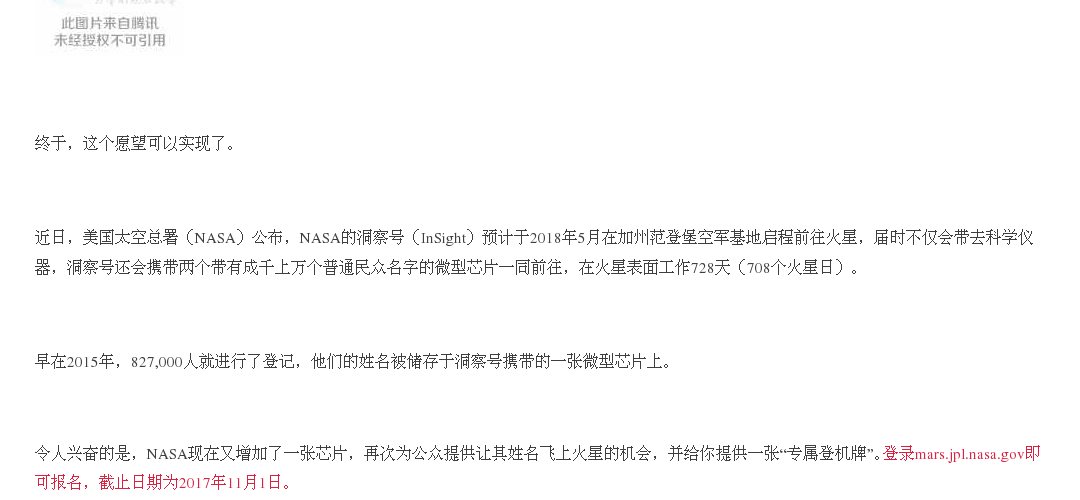 此图片来自腾讯
未经授权不可引用
终于，这个愿望可以实现了。
近日，美国太空总署（NASA）公布，NASA的洞察号（InSight）预计于2018年5月在加州范登堡空军基地启程前往火星，届时不仅会带去科学仪
器，洞察号还会携带两个带有成千上万个普通民众名字的微型芯片一同前往，在火星表面工作728天（708个火星日）。
早在2015年，827,000人就进行了登记，他们的姓名被储存于洞察号携带的一张微型芯片上。
令人兴奋的是，NASA现在又增加了一张芯片，再次为公众提供让其姓名飞上火星的机会，并给你提供一张“专属登机牌”。登录mars.jpl.nasa.gov即
可报名，截止日期为2017年11月1日。